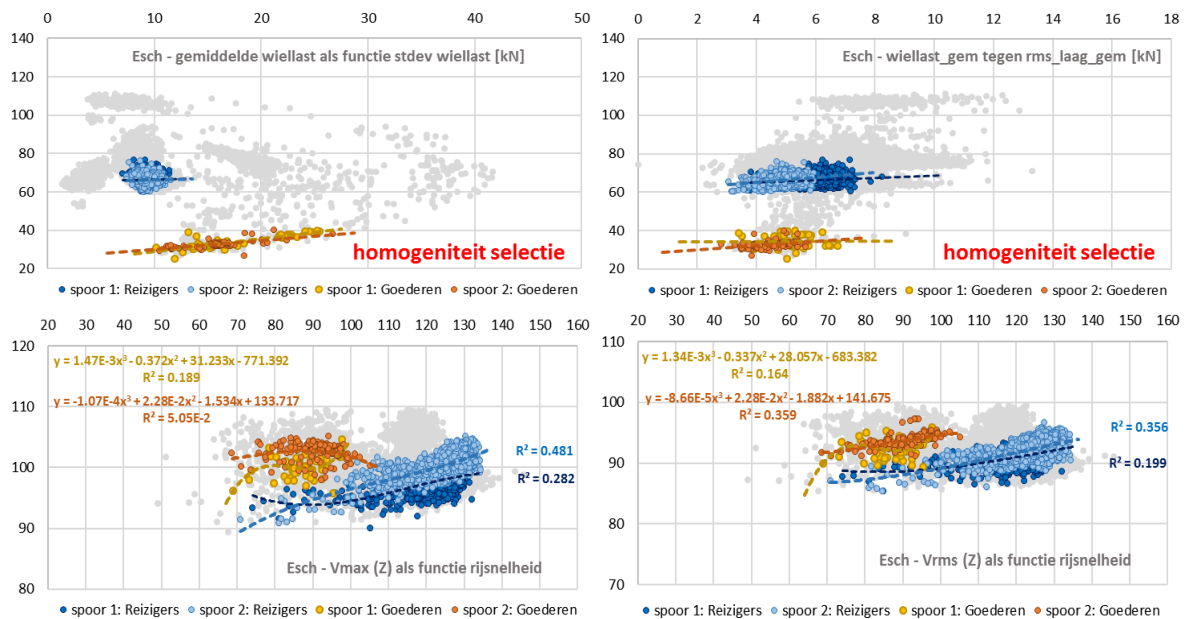 0 10 20 30 40 50
140
120
100
80
60
40
20
Esch - gemiddelde wiellast als functie stdev wiellast [kN]
homogeniteit selectie
spoor 1: Reizigers spoor 2: Reizigers spoor 1: Goederen spoor 2: Goederen
0 2 4 6 8 10 12 14 16 18
140
120
100
80
60
40
20
Esch - wiellast_gem tegen rms_laag_gem [kN]
homogeniteit selectie
spoor 1: Reizigers spoor 2: Reizigers spoor 1: Goederen spoor 2: Goederen
20 30 40 50 60 70 80 90 100 110 120 130 140 150 160
120
110
100
90
80
y = 1.47E-3x³ - 0.372x² + 31.233x - 771.392
R² = 0.189
y = -1.07E-4x³ + 2.28E-2x² - 1.534x + 133.717
R² = 5.05E-2
R² = 0.481
R² = 0.282
Esch - Vmax (Z) als functie rijsnelheid
spoor 1: Reizigers spoor 2: Reizigers spoor 1: Goederen spoor 2: Goederen
20 30 40 50 60 70 80 90 100 110 120 130 140 150 160
110
100
90
80
70
y = 1.34E-3x³ - 0.337x² + 28.057x - 683.382
R² = 0.164
y = -8.66E-5x³ + 2.28E-2x² - 1.882x + 141.675
R² = 0.359
R² = 0.356
R² = 0.199
Esch - Vrms (Z) als functie rijsnelheid
spoor 1: Reizigers spoor 2: Reizigers spoor 1: Goederen spoor 2: Goederen